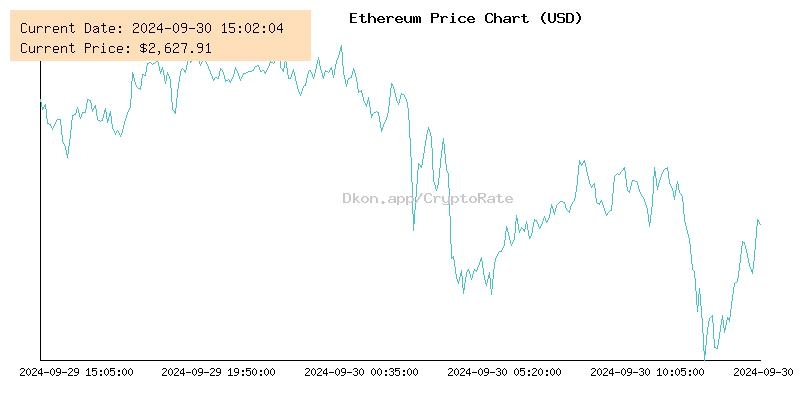 Ethereum Price Chart (USD)
Current Date: 2024-09-30 15:02:04
Current Price: $2,627.91
Dkon.app/CryptoRate
2024-09-29 15:05:00 2024-09-29 19:50:00 2024-09-30 00:35:00 2024-09-30 05:20:00 2024-09-30 10:05:00 2024-09-30